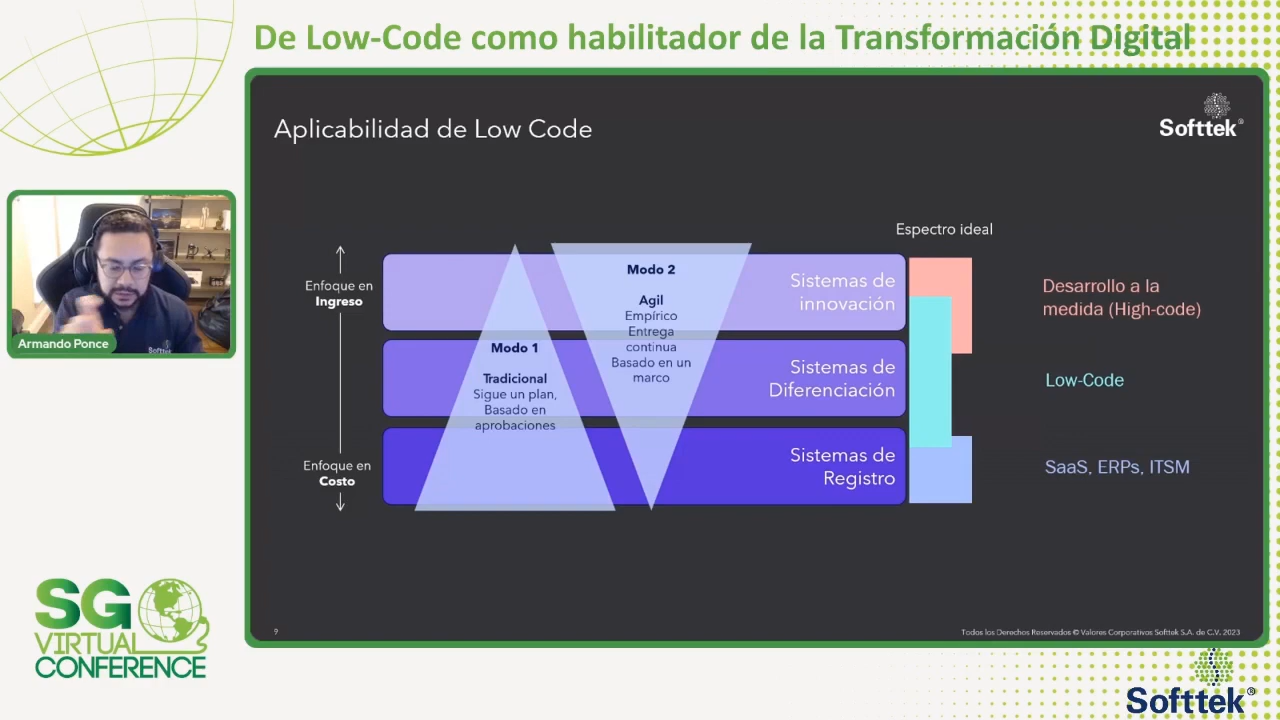 De Low-Code como habilitador de la Transformación Digital
Aplicabilidad de Low Code
Softtek®
Armando Ponce
Softtek
Espectro ideal
Enfoque en
Ingreso
Enfoque en
Costo
Modo 1
Tradicional
Sigue un plan,
Basado en
aprobaciones
Modo 2
Agil
Empírico
Entrega
continua
Basado en un
marco
Sistemas de
innovación
Sistemas de
Diferenciación
Sistemas de
Registro
Desarrollo a la
medida (High-code)
Low-Code
SaaS, ERPs, ITSM
9
Todos los Derechos Reservados © Valores Corporativos Softtek S.A. de C.V. 2023
SG
VIRTUAL
CONFERENCE
Softtek®